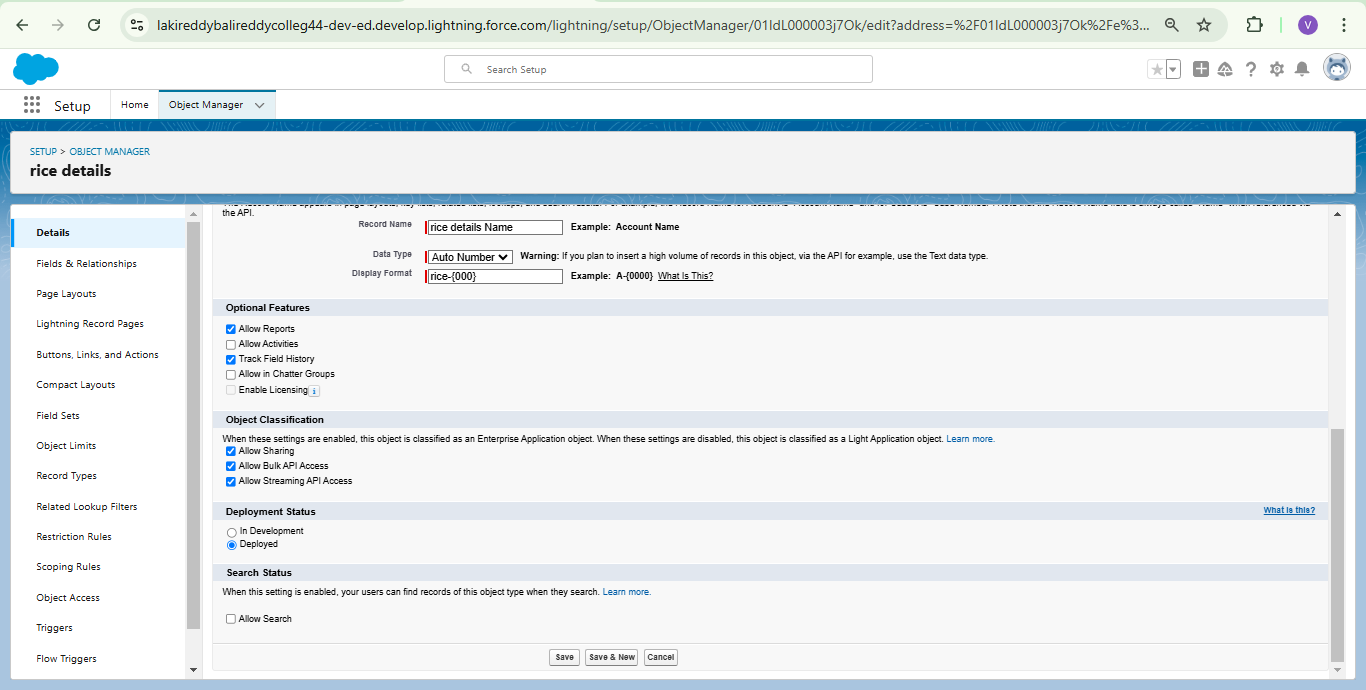 lakireddybalireddycolleg44-dev-ed.develop.lightning.force.com/lightning/setup/ObjectManager/01IdL000003j7Ok/edit?address=%2F01IdL000003j7Ok%2Fe%3...
V
Search Setup
Setup
Home
Object Manager
SETUP > OBJECT MANAGER
rice details
Details
Fields & Relationships
Page Layouts
Lightning Record Pages
Buttons, Links, and Actions
Compact Layouts
Field Sets
Object Limits
Record Types
Related Lookup Filters
Restriction Rules
Scoping Rules
Object Access
Triggers
Flow Triggers
the API.
Record Name
rice details Name
Example: Account Name
Data Type
Auto Number
Warning: If you plan to insert a high volume of records in this object, via the API for example, use the Text data type.
Display Format
rice-{000}
Example: A-{0000} What Is This?
Optional Features
Allow Reports
Allow Activities
Track Field History
Allow in Chatter Groups
Enable Licensing i
Object Classification
When these settings are enabled, this object is classified as an Enterprise Application object. When these settings are disabled, this object is classified as a Light Application object. Learn more.
Allow Sharing
Allow Bulk API Access
Allow Streaming API Access
Deployment Status
What is this?
In Development
Deployed
Search Status
When this setting is enabled, your users can find records of this object type when they search. Learn more.
Allow Search
Save
Save & New
Cancel